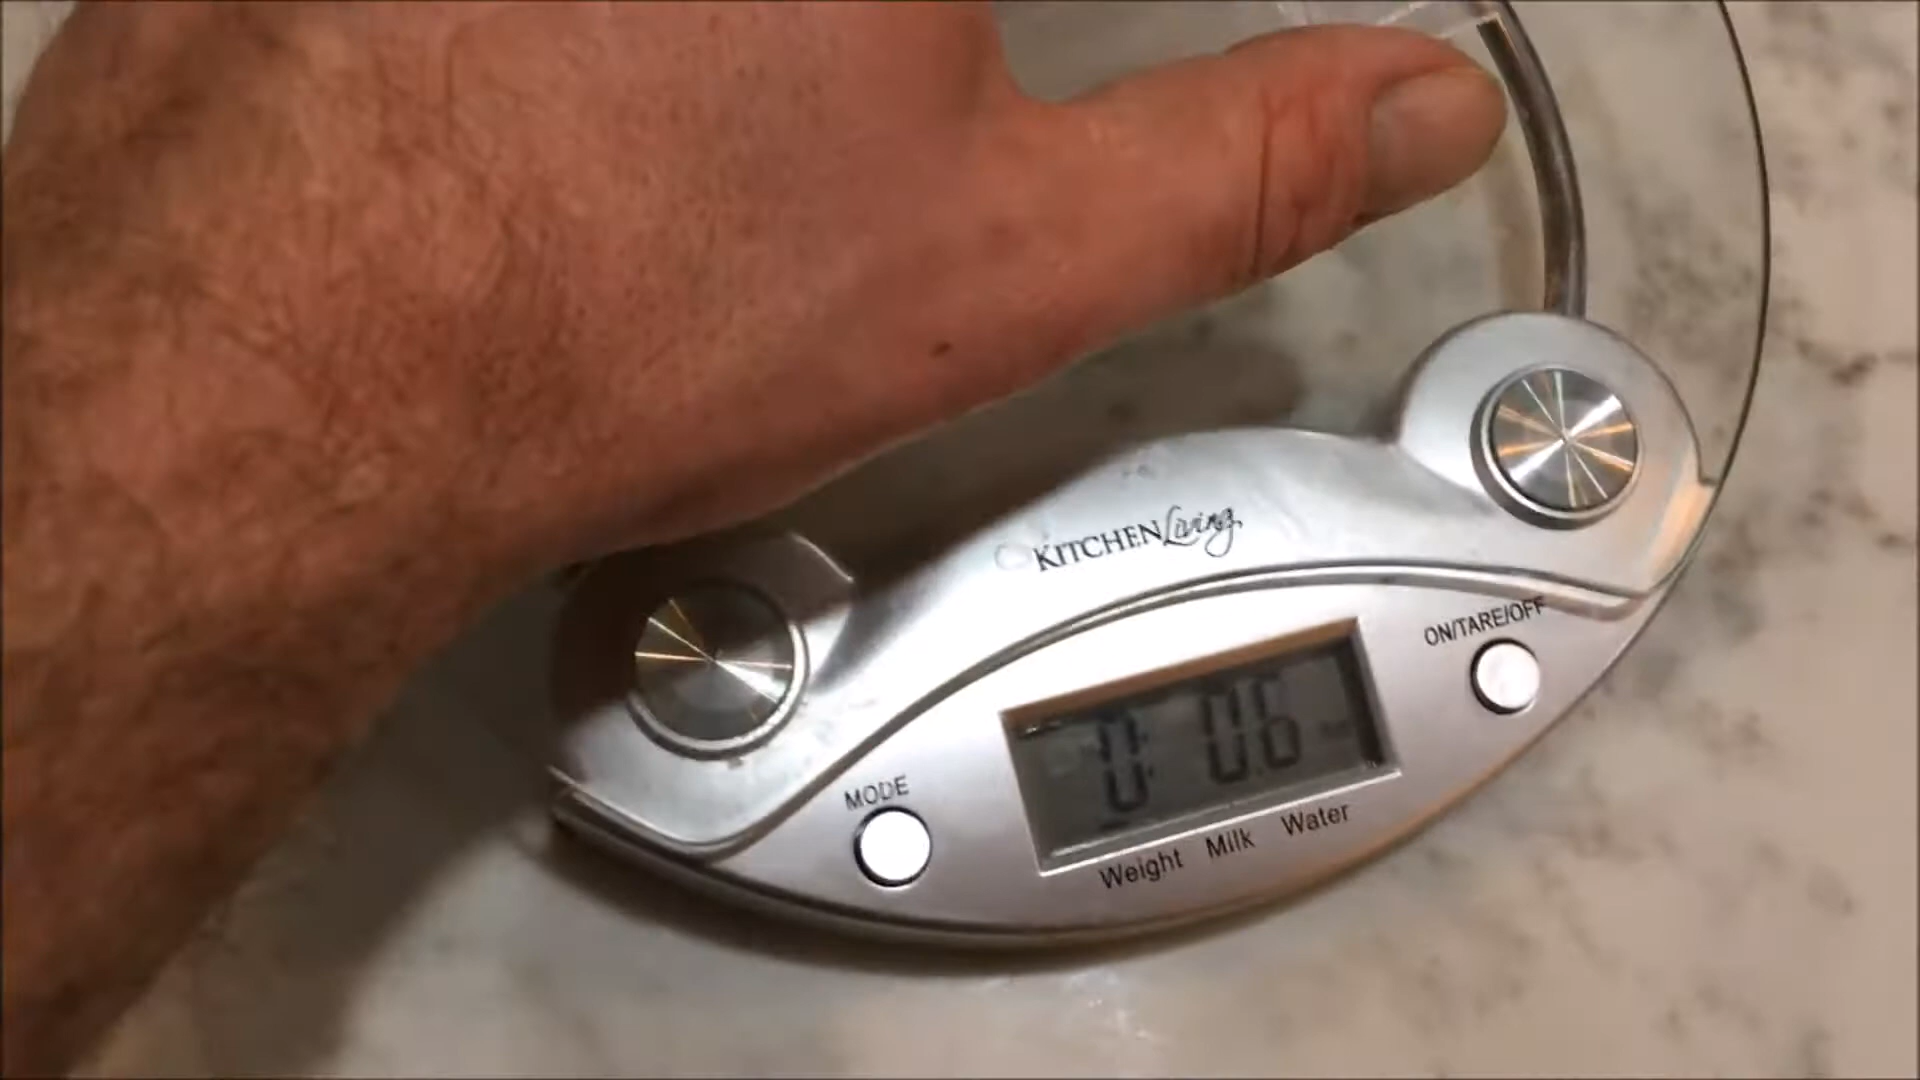 KITCHEN Living
ON/TARE/OFF
0: 0.6
MODE
Weight Milk Water